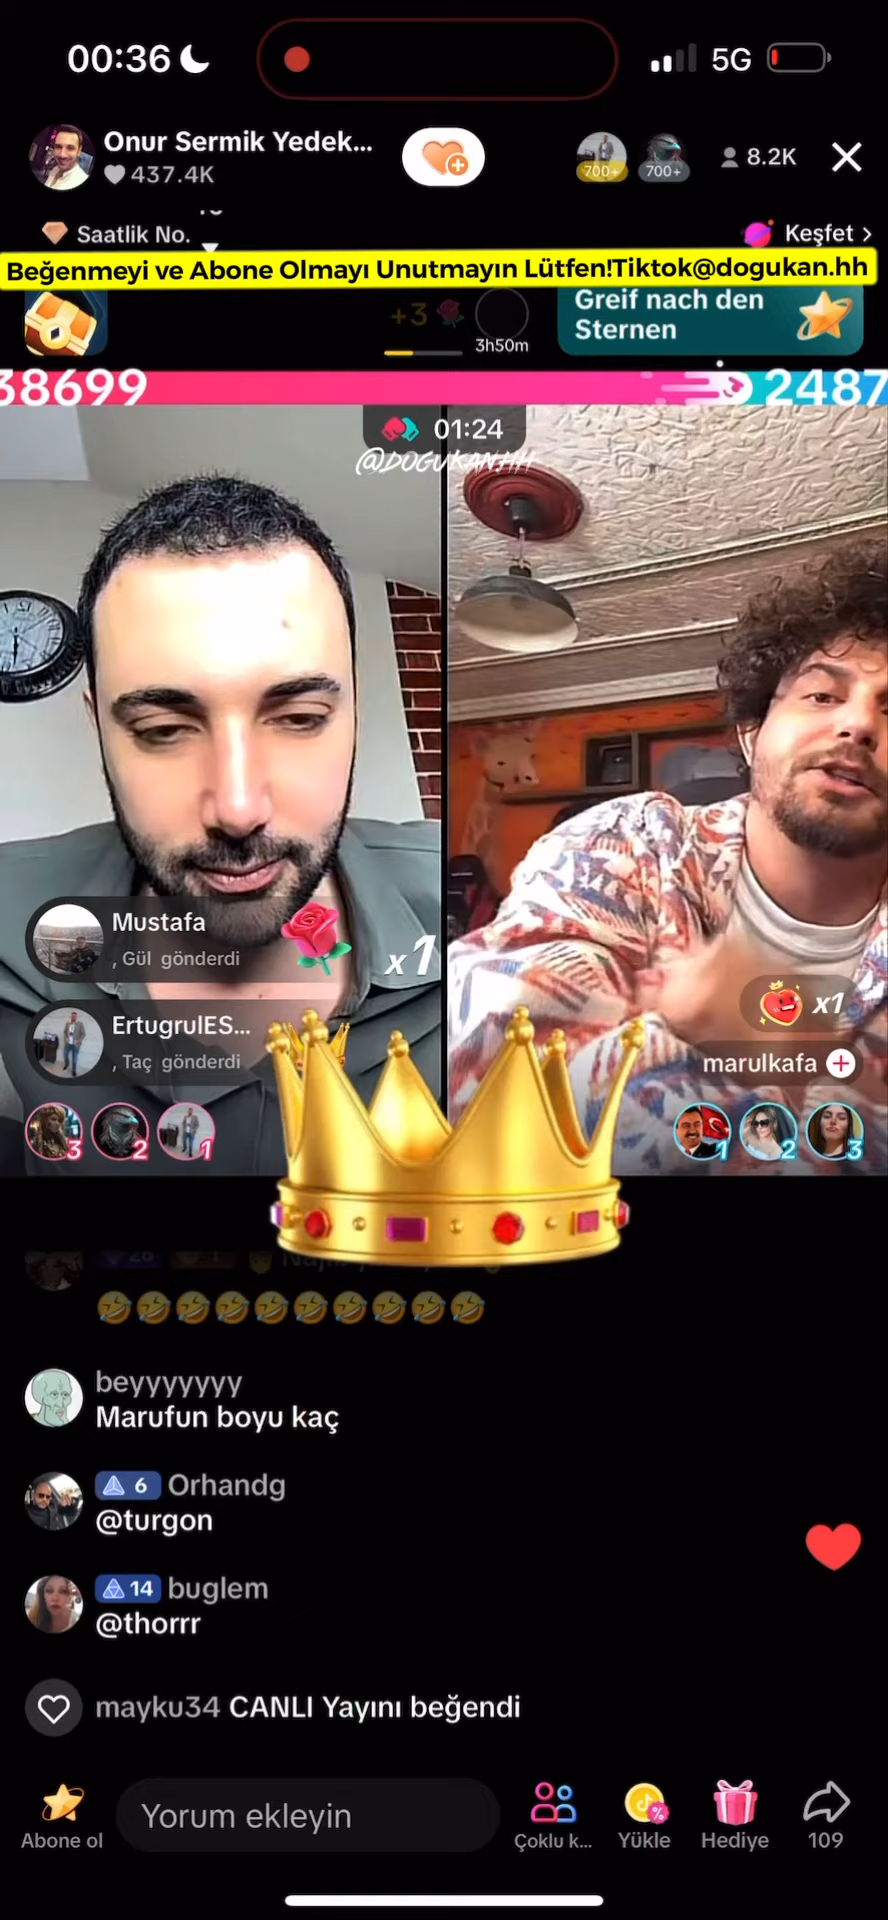 00:36
5G
Onur Sermik Yedek...
437.4K
700+
700+
8.2K
Saatlik No.
Keşfet >
Beğenmeyi ve Abone Olmayı Unutmayın Lütfen!Tiktok@dogukan.hh
+3
3h50m
Greif nach den
Sternen
38699
2487
01:24
@DOGUKAN.HH
Mustafa
, Gül gönderdi
x1
x1
ErtugrulES...
, Taç gönderdi
marulkafa
3
2
1
1
2
3
🤣🤣🤣🤣🤣🤣🤣🤣🤣🤣
beyyyyyyy
Marufun boyu kaç
6 Orhandg
@turgon
14 buglem
@thorrr
mayku34 CANLI Yayını beğendi
Yorum ekleyin
Abone ol
Çoklu k...
Yükle
Hediye
109